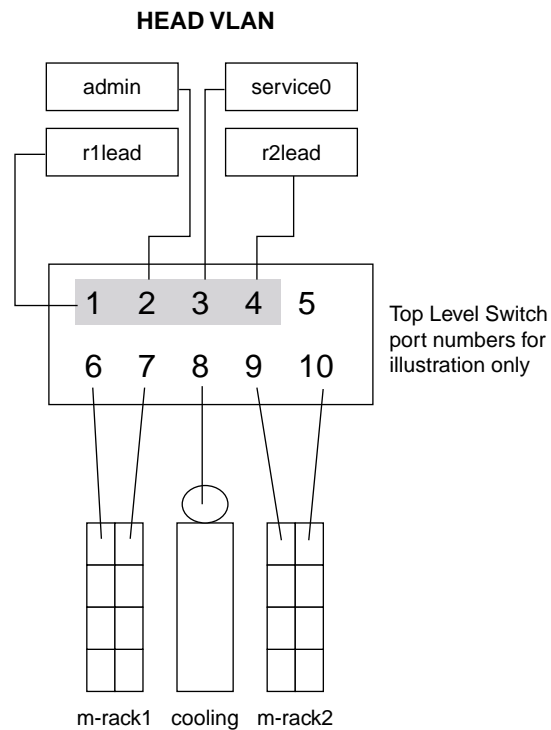 HEAD VLAN
admin
service0
r1lead
r2lead
1 2 3 4 5
6 7 8 9 10
Top Level Switch
port numbers for
illustration only
m-rack1 cooling m-rack2